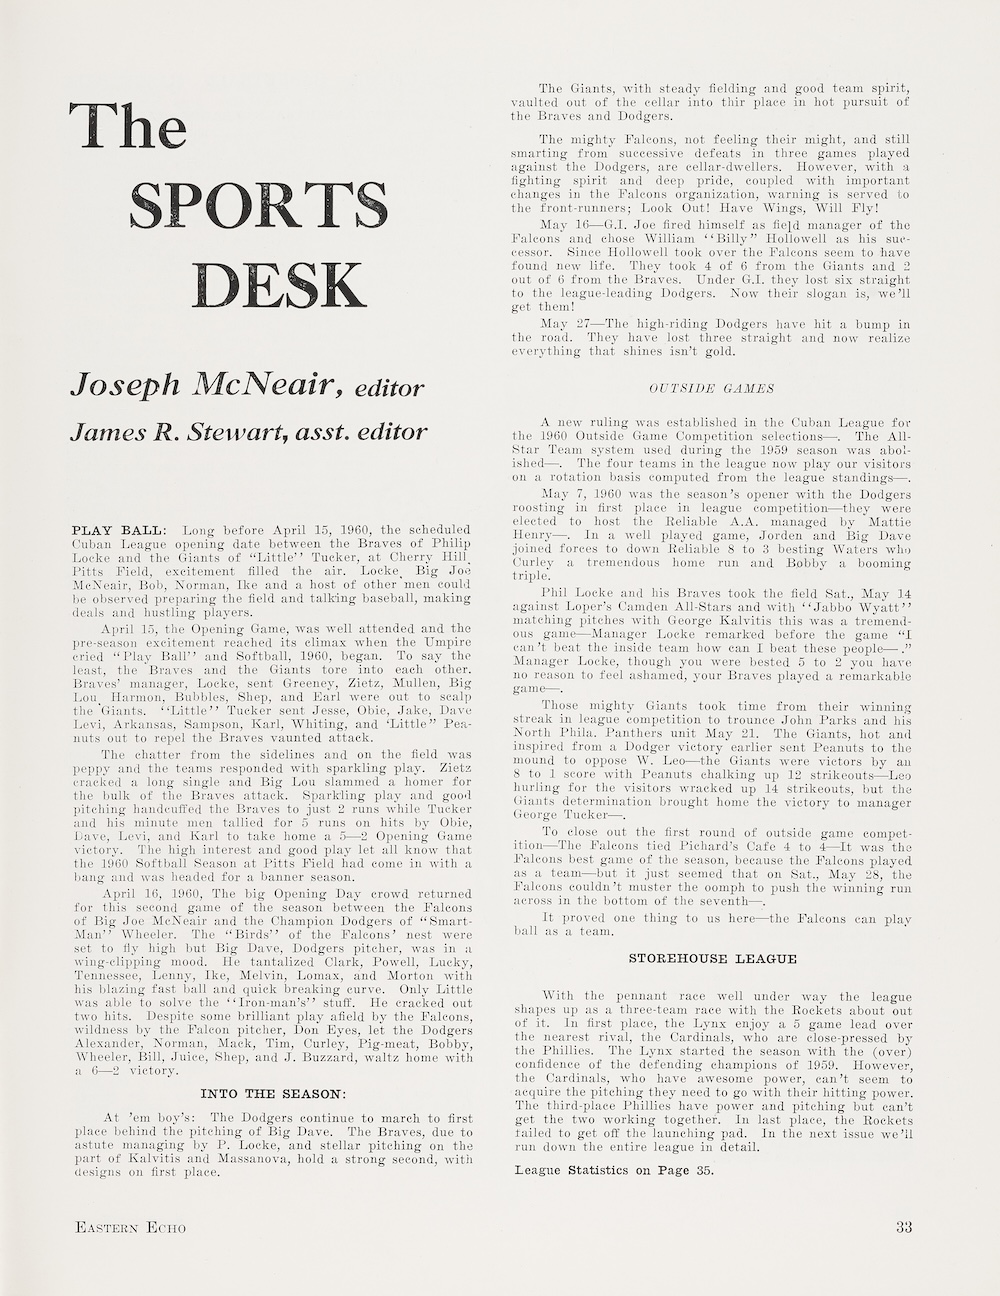 The
SPORTS
DESK
Joseph McNeair, editor
James R. Stewart, asst. editor
PLAY BALL: Long before April 15, 1960, the scheduled
Cuban League opening date between the Braves of Philip
Locke and the Giants of “Little” Tucker, at Cherry Hill,
Pitts Field, excitement filled the air. Locke, Big Joe
McNeair, Bob, Norman, Ike and a host of other men could
be observed preparing the field and talking baseball, making
deals and hustling players.
April 15, the Opening Game, was well attended and the
pre-season excitement reached its climax when the Umpire
cried “Play Ball” and Softball, 1960, began. To say the
least, the Braves and the Giants tore into each other.
Braves’ manager, Locke, sent Greeney, Zietz, Mullen, Big
Lou, Harmon, Bubbles, Shep, and Earl were out to scalp
the Giants. ‘‘Little’’ Tucker sent Jesse, Obie, Jake, Dave
Levi, Arkansas, Sampson, Karl, Whiting, and ‘Little” Pea-
nuts out to repel the Braves vaunted attack.
The chatter from the sidelines and on the field was
peppy and the teams responded with sparkling play. Zietz
cracked a long single and Big Lou slammed a homer for
the bulk of the Braves attack. Sparkling play and good
pitching handcuffed the Braves to just 2 runs while Tucker
and his minute men tallied for 5 runs on hits by Obie,
Dave, Levi, and Karl to take home a 5—2 Opening Game
victory. The high interest and good play let all know that
the 1960 Softball Season at Pitts Field had come in with a
bang and was headed for a banner season.
April 16, 1960, The big Opening Day crowd returned
for this second game of the season between the Falcons
of Big Joe McNeair and the Champion Dodgers of “Smart-
Man’’ Wheeler. The “Birds’’ of the Falcons’ nest were
set to fly high but Big Dave, Dodgers pitcher, was in a
wing-clipping mood. He tantalized Clark, Powell, Lucky,
Tennessee, Lenny, Ike, Melvin, Lomax, and Morton with
his blazing fast ball and quick breaking curve. Only Little
was able to solve the ‘‘Iron-man’s’’ stuff. He cracked out
two hits. Despite some brilliant play afield by the Falcons,
wildness by the Falcon pitcher, Don Eyes, let the Dodgers
Alexander, Norman, Mack, Tim, Curley, Pig-meat, Bobby,
Wheeler, Bill, Juice, Shep, and J. Buzzard, waltz home with
a 6—2 victory.
INTO THE SEASON:
At ’em boy’s: The Dodgers continue to march to first
place behind the pitching of Big Dave. The Braves, due to
astute managing by P. Locke, and stellar pitching on the
part of Kalvitis and Massanova, hold a strong second, with
designs on first place.
The Giants, with steady fielding and good team spirit,
vaulted out of the cellar into thir place in hot pursuit of
the Braves and Dodgers.
The mighty Falcons, not feeling their might, and still
smarting from successive defeats in three games played
against the Dodgers, are cellar-dwellers. However, with a
fighting spirit and deep pride, coupled with important
changes in the Falcons organization, warning is served to
the front-runners; Look Out! Have Wings, Will Fly!
May 16—G.I. Joe fired himself as field manager of the
Falcons and chose William ‘‘Billy” Hollowell as his suc-
cessor. Since Hollowell took over the Falcons seem to have
found new life. They took 4 of 6 from the Giants and 2
out of 6 from the Braves. Under G.I. they lost six straight
to the league-leading Dodgers. Now their slogan is, we’ll
get them!
May 27—The high-riding Dodgers have hit a bump in
the road. They have lost three straight and now realize
everything that shines isn’t gold.
OUTSIDE GAMES
A new ruling was established in the Cuban League for
the 1960 Outside Game Competition selections—. The All-
Star Team system used during the 1959 season was abol-
ished—. The four teams in the league now play our visitors
on a rotation basis computed from the league standings—.
May 7, 1960 was the season’s opener with the Dodgers
roosting in first place in league competition—they were
elected to host the Reliable A.A. managed by Mattie
Henry—. In a well played game, Jorden and Big Dave
joined forces to down Reliable 8 to 3 besting Waters who
Curley a tremendous home run and Bobby a booming
triple.
Phil Locke and his Braves took the field Sat., May 14
against Loper’s Camden All-Stars and with ‘‘Jabbo Wyatt’’
matching pitches with George Kalvitis this was a tremend-
ous game—Manager Locke remarked before the game “I
can’t beat the inside team how can I beat these people—.”
Manager Locke, though you were bested 5 to 2 you have
no reason to feel ashamed, your Braves played a remarkable
game—.
Those mighty Giants took time from their winning
streak in league competition to trounce John Parks and his
North Phila. Panthers unit May 21. The Giants, hot and
inspired from a Dodger victory earlier sent Peanuts to the
mound to oppose W. Leo—the Giants were victors by an
8 to 1 score with Peanuts chalking up 12 strikeouts—Leo
hurling for the visitors wracked up 14 strikeouts, but the
Giants determination brought home the victory to manager
George Tucker—.
To close out the first round of outside game compet-
ition—The Falcons tied Pichard’s Cafe 4 to 4—It was the
Falcons best game of the season, because the Falcons played
as a team—but it just seemed that on Sat., May 28, the
Falcons couldn’t muster the oomph to push the winning run
across in the bottom of the seventh—.
It proved one thing to us here—the Falcons can play
ball as a team.
STOREHOUSE LEAGUE
With the pennant race well under way the league
shapes up as a three-team race with the Rockets about out
of it. In first place, the Lynx enjoy a 5 game lead over
the nearest rival, the Cardinals, who are close-pressed by
the Phillies. The Lynx started the season with the (over)
confidence of the defending champions of 1959. However,
the Cardinals, who have awesome power, can’t seem to
acquire the pitching they need to go with their hitting power.
The third-place Phillies have power and pitching but can’t
get the two working together. In last place, the Rockets
failed to get off the launching pad. In the next issue we’ll
run down the entire league in detail.
League Statistics on Page 35.
EASTERN ECHO
33